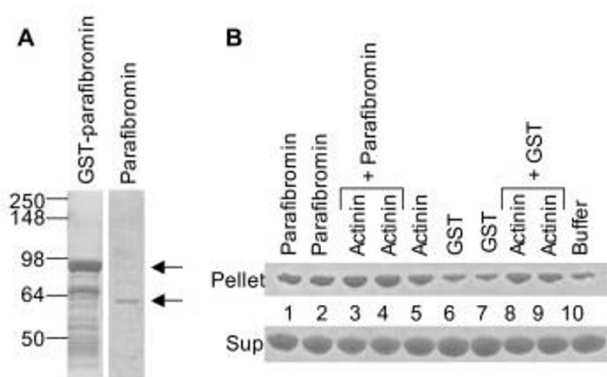 A
B
GST-parafibromin
Parafibromin
250
148
98
64
50
+ Parafibromin
+ GST
Parafibromin
Parafibromin
Actinin
Actinin
Actinin
GST
GST
Actinin
Actinin
Buffer
Pellet
1 2 3 4 5 6 7 8 9 10
Sup